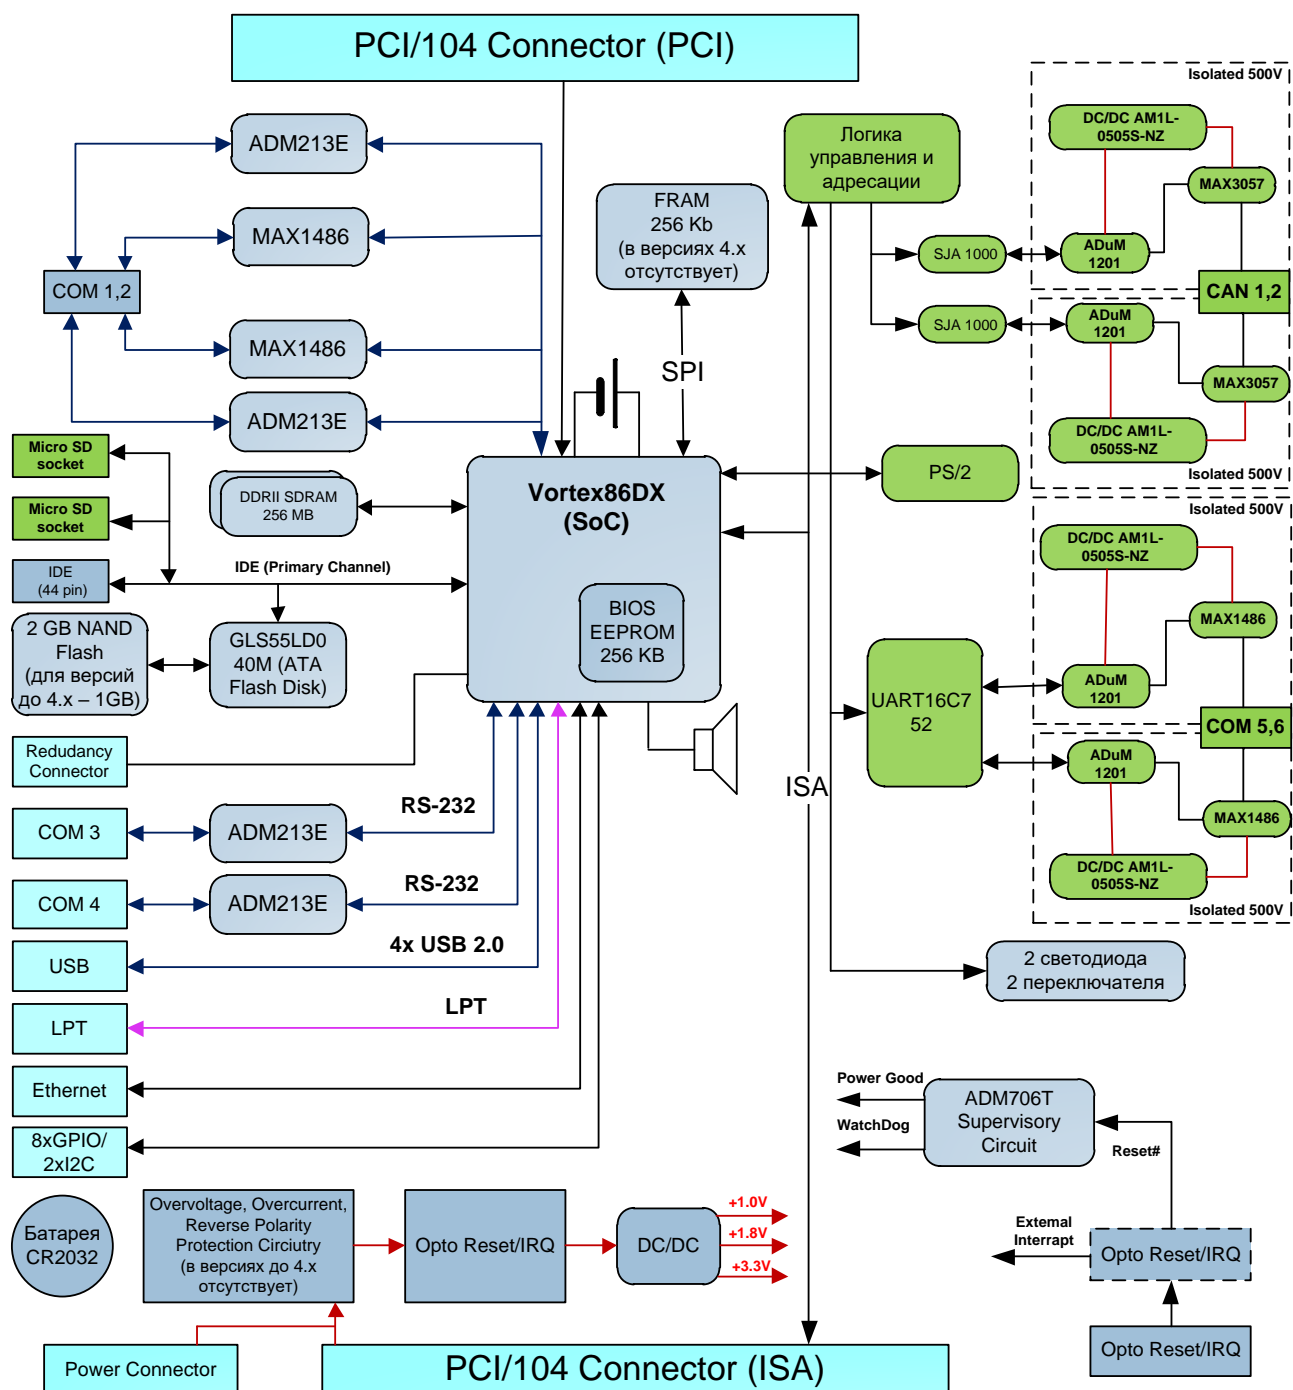 PCI/104 Connector (PCI)
Isolated 500V
DC/DC AM1L-
0505S-NZ
ADM213E
Логика
управления и
адресации
MAX3057
FRAM
256 Kb
(в версиях 4.x
отсутствует)
MAX1486
SJA 1000
ADuM
1201
COM 1,2
CAN 1,2
MAX1486
SJA 1000
ADuM
1201
SPI
MAX3057
ADM213E
DC/DC AM1L-
0505S-NZ
Isolated 500V
Micro SD
socket
Micro SD
socket
DDRII SDRAM
256 MB
Vortex86DX
(SoC)
PS/2
Isolated 500V
DC/DC AM1L-
0505S-NZ
IDE
(44 pin)
IDE (Primary Channel)
BIOS
EEPROM
256 KB
MAX1486
2 GB NAND
Flash
(для версий
до 4.x – 1GB)
GLS55LD0
40M (ATA
Flash Disk)
UART16C7
52
ADuM
1201
COM 5,6
Redudancy
Connector
ADuM
1201
ISA
RS-232
COM 3
ADM213E
MAX1486
DC/DC AM1L-
0505S-NZ
RS-232
COM 4
ADM213E
Isolated 500V
4x USB 2.0
USB
2 светодиода
2 переключателя
LPT
LPT
Ethernet
Power Good
ADM706T
Supervisory
Circuit
WatchDog
Reset#
8xGPIO/
2xI2C
Батарея
CR2032
Overvoltage, Overcurrent,
Reverse Polarity
Protection Circiutry
(в версиях до 4.x
отсутствует)
Opto Reset/IRQ
DC/DC
+1.0V
+1.8V
+3.3V
External
Interrapt
Opto Reset/IRQ
Power Connector
PCI/104 Connector (ISA)
Opto Reset/IRQ